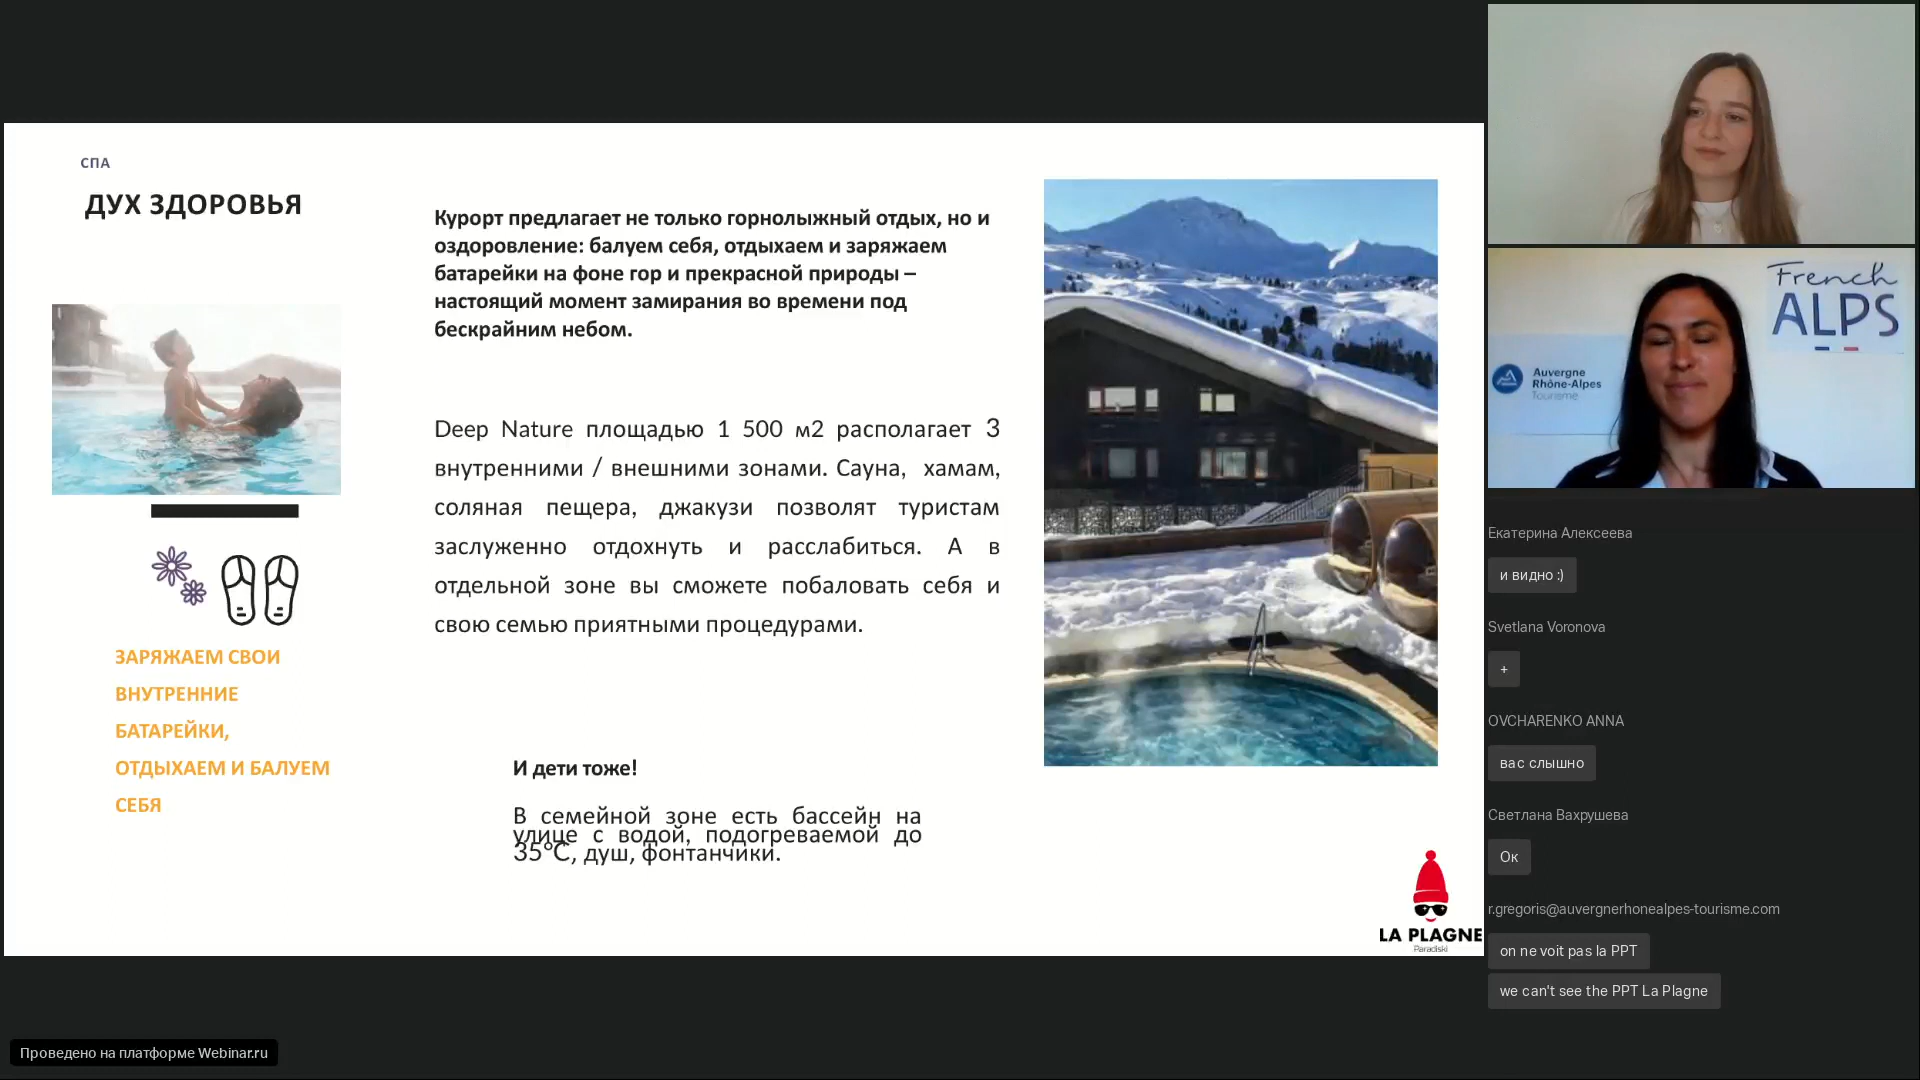 СПА
ДУХ ЗДОРОВЬЯ
ЗАРЯЖАЕМ СВОИ
ВНУТРЕННИЕ
БАТАРЕЙКИ,
ОТДЫХАЕМ И БАЛУЕМ
СЕБЯ
Курорт предлагает не только горнолыжный отдых, но и
оздоровление: балуем себя, отдыхаем и заряжаем
батарейки на фоне гор и прекрасной природы –
настоящий момент замирания во времени под
бескрайним небом.
Deep Nature площадью 1 500 м2 располагает 3
внутренними / внешними зонами. Сауна, хамам,
соляная пещера, джакузи позволят туристам
заслуженно отдохнуть и расслабиться. А в
отдельной зоне вы сможете побаловать себя и
свою семью приятными процедурами.
И дети тоже!
В семейной зоне есть бассейн на
улице с водой, подогреваемой до
35°C, душ, фонтанчики.
LA PLAGNE
Paradiski
French
ALPS
Auvergne
Rhône-Alpes
Tourisme
Екатерина Алексеева
и видно :)
Svetlana Voronova
+
OVCHARENKO ANNA
вас слышно
Светлана Вахрушева
Ок
r.gregoris@auvergnerhonealpes-tourisme.com
on ne voit pas la PPT
we can't see the PPT La Plagne
Проведено на платформе Webinar.ru